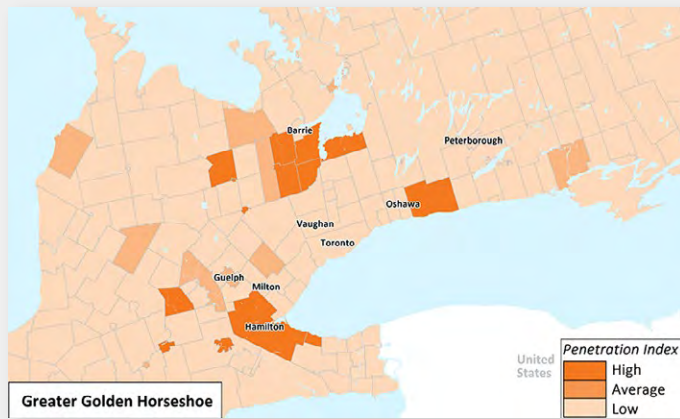 Barrie
Peterborough
Oshawa
Vaughan
Toronto
Guelph
Milton
Hamilton
United
States
Penetration Index
High
Average
Low
Greater Golden Horseshoe